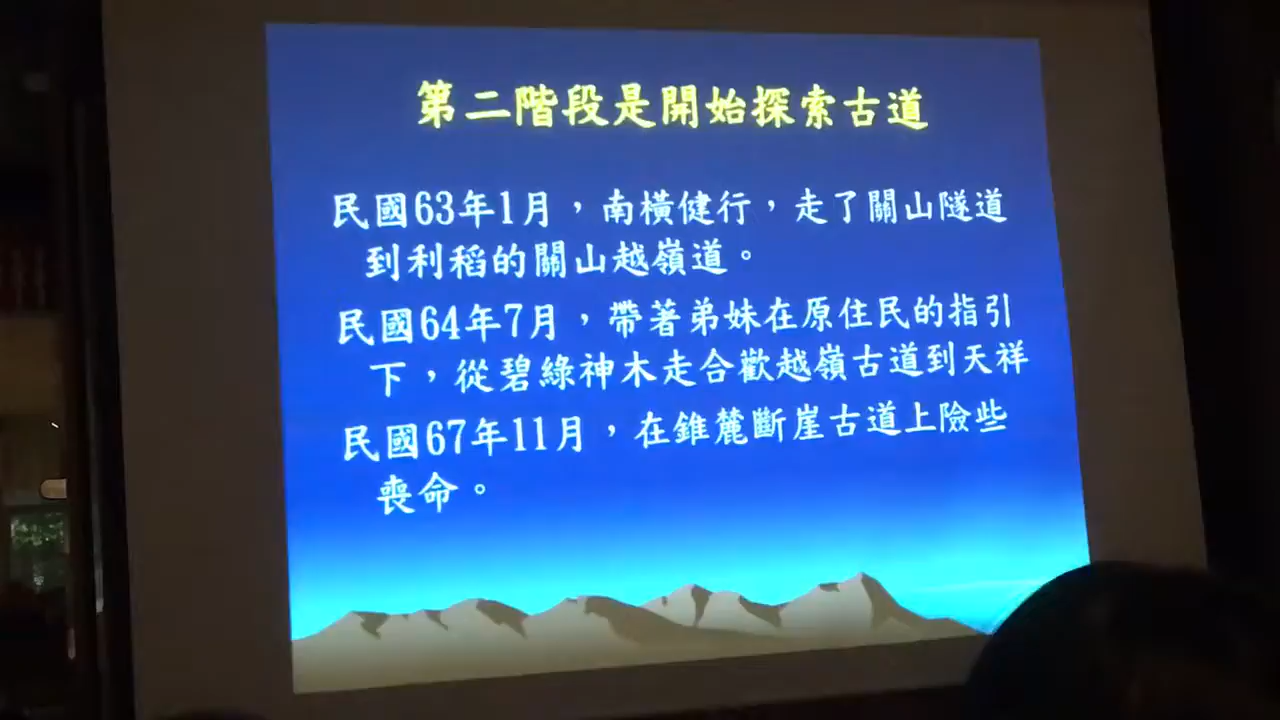 第二階段是開始探索古道
民國63年1月，南橫健行，走了關山隧道
到利稻的關山越嶺道。
民國64年7月，帶著弟妹在原住民的指引
下，從碧綠神木走合歡越嶺古道到天祥
民國67年11月，在錐麓斷崖古道上險些
喪命。